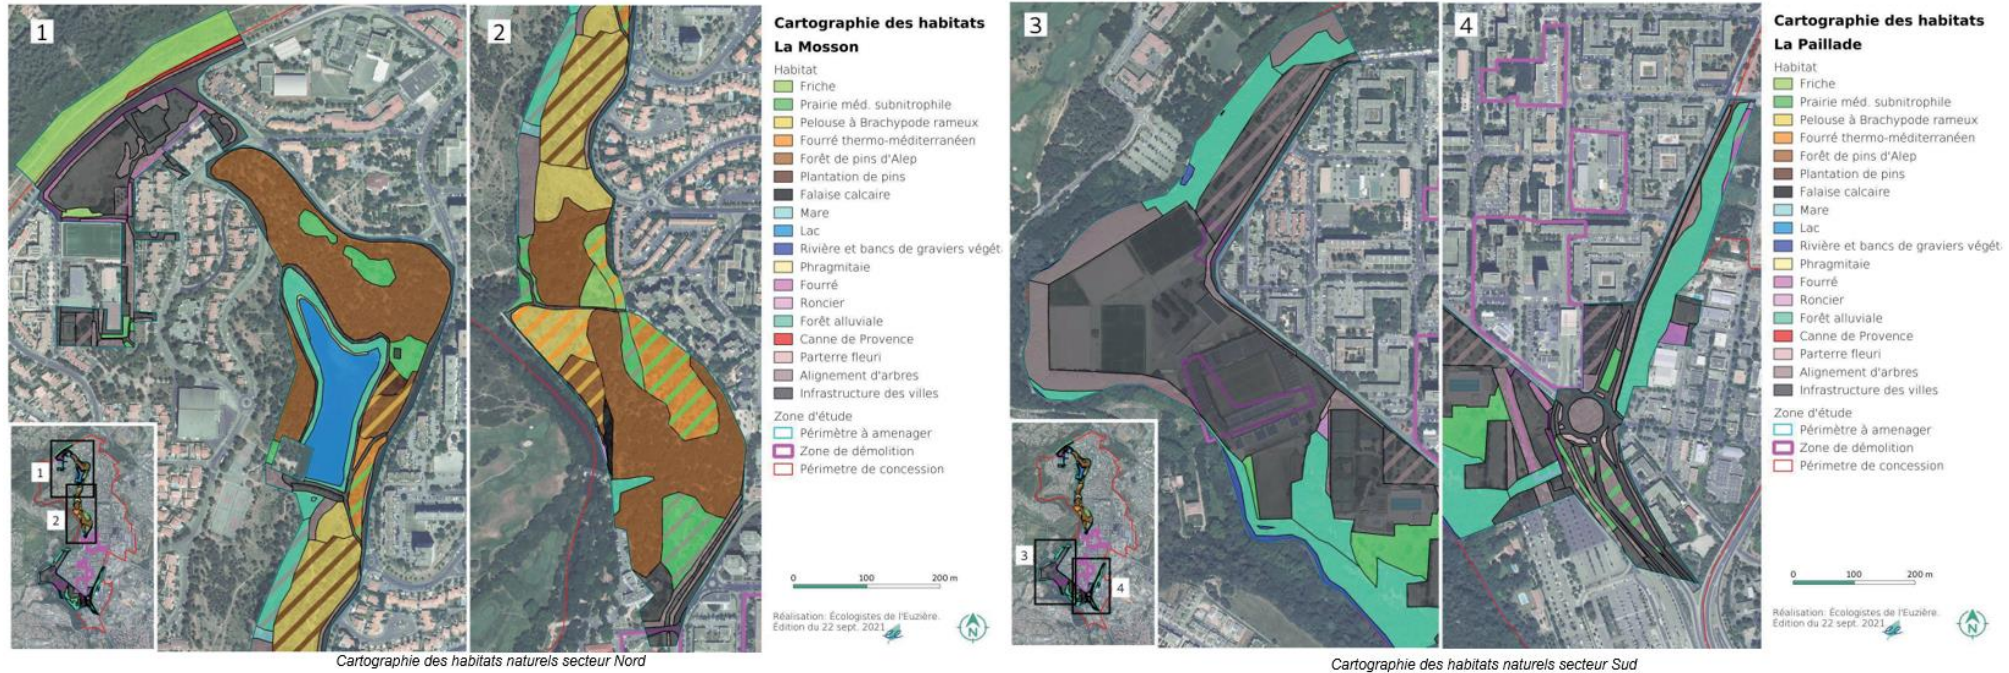 1
2
1
2
Cartographie des habitats
La Mosson
Habitat
Friche
Prairie méd. subnitrophile
Pelouse à Brachypode rameux
Fourré thermo-méditerranéen
Forêt de pins d'Alep
Plantation de pins
Falaise calcaire
Mare
Lac
Rivière et bancs de graviers végét
Phragmitaie
Fourré
Roncier
Forêt alluviale
Canne de Provence
Parterre fleuri
Alignement d'arbres
Infrastructure des villes
Zone d'étude
Périmètre à amenager
Zone de démolition
Périmetre de concession
0 100 200 m
Réalisation: Écologistes de l'Euzière.
Édition du 22 sept. 2021
N
Cartographie des habitats naturels secteur Nord
3
4
3
4
Cartographie des habitats
La Paillade
Habitat
Friche
Prairie méd. subnitrophile
Pelouse à Brachypode rameux
Fourré thermo-méditerranéen
Forêt de pins d'Alep
Plantation de pins
Falaise calcaire
Mare
Lac
Rivière et bancs de graviers végét
Phragmitaie
Fourré
Roncier
Forêt alluviale
Canne de Provence
Parterre fleuri
Alignement d'arbres
Infrastructure des villes
Zone d'étude
Périmètre à amenager
Zone de démolition
Périmetre de concession
0 100 200 m
Réalisation: Écologistes de l'Euzière.
Édition du 22 sept. 2021
N
Cartographie des habitats naturels secteur Sud